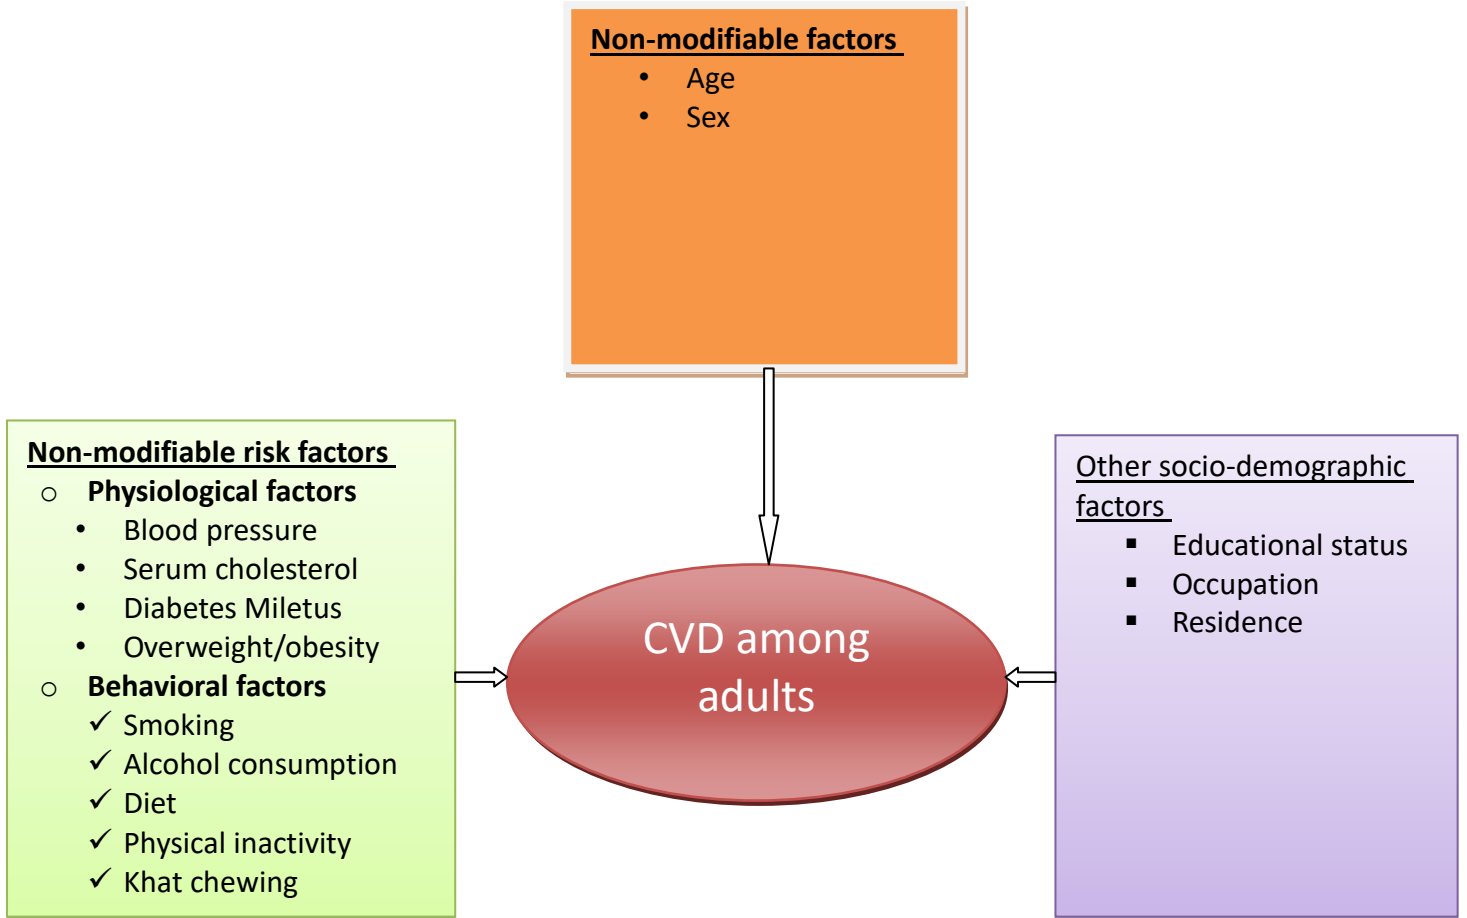 Non-modifiable factors
• Age
• Sex
Non-modifiable risk factors
o Physiological factors
• Blood pressure
• Serum cholesterol
• Diabetes Miletus
• Overweight/obesity
o Behavioral factors
✓ Smoking
✓ Alcohol consumption
✓ Diet
✓ Physical inactivity
✓ Khat chewing
CVD among
adults
Other socio-demographic
factors
▪ Educational status
▪ Occupation
▪ Residence